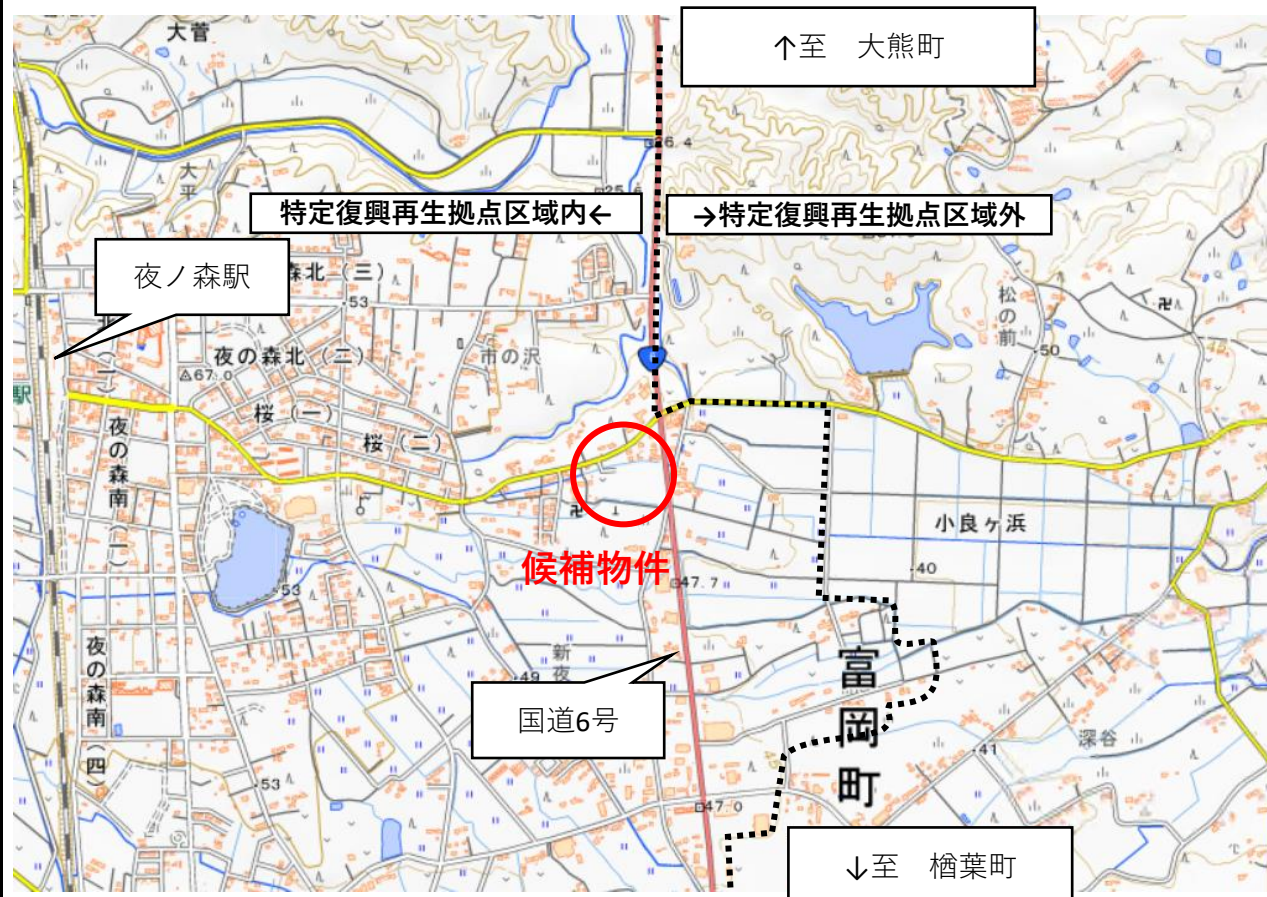 大菅
↑至 大熊町
26.4
大平
特定復興再生拠点区域内←
→特定復興再生拠点区域外
夜ノ森駅
森北(三)
53
松の前
50
夜の森北(二)
市の沢
67.0
駅
桜(一)
桜(二)
夜の森南(一)
小良ヶ浜
候補物件
40
53
47.7
富岡町
新夜
49
国道6号
夜の森南(四)
深谷
41
53
47.0
↓至 楢葉町